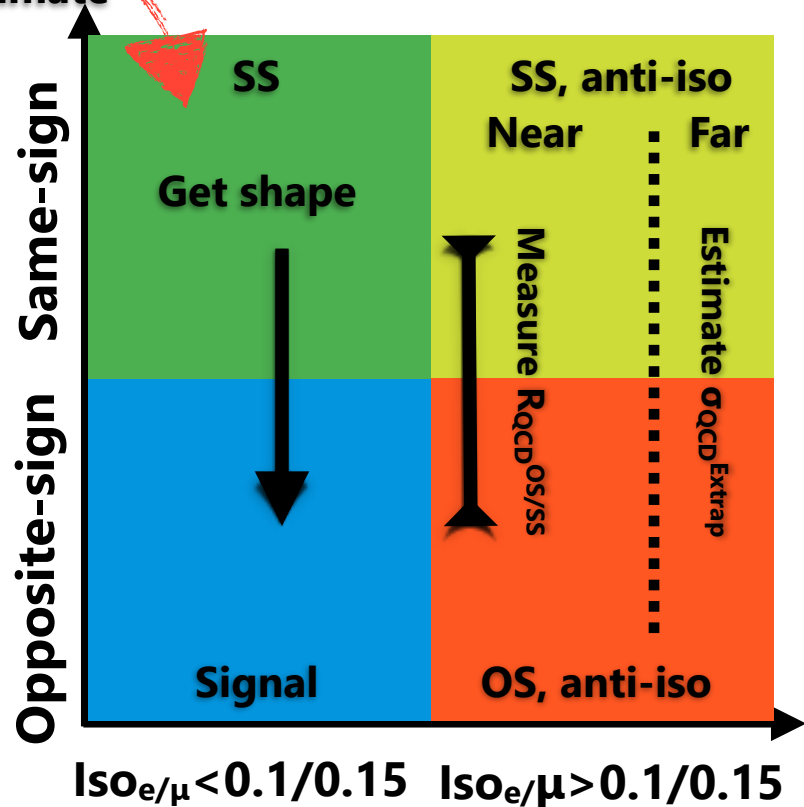 SS
SS, anti-iso
Near
Far
Get shape
Measure R_QCD^OS/SS
Estimate σ_QCD^Extrap
Same-sign
Opposite-sign
Signal
OS, anti-iso
Iso_e/μ<0.1/0.15
Iso_e/μ>0.1/0.15